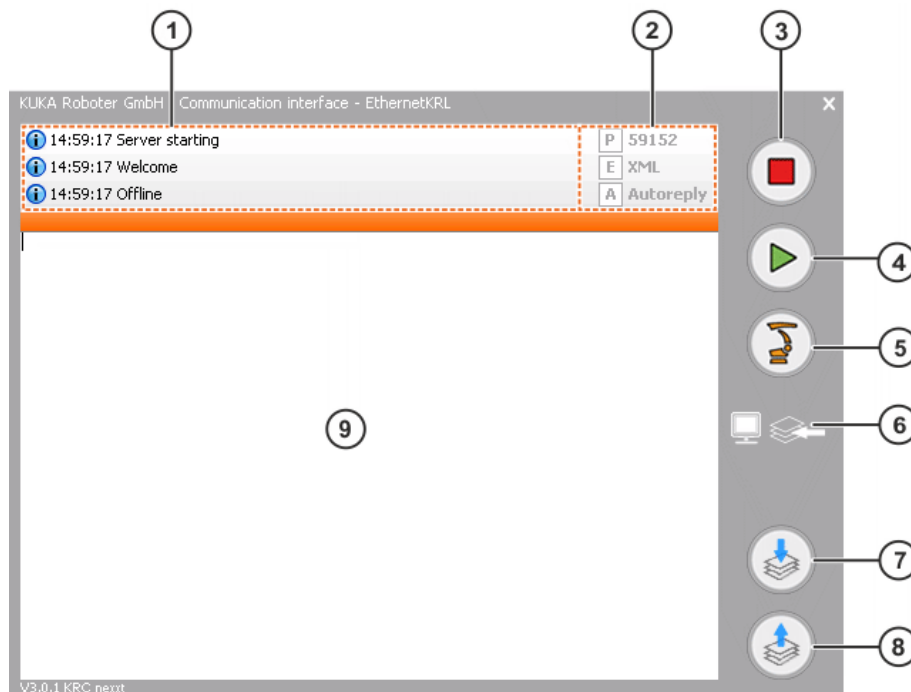 1 2 3
KUKA Roboter GmbH Communication interface - EthernetKRL X
14:59:17 Server starting P 59152
14:59:17 Welcome E XML
14:59:17 Offline A Autoreply
4
5
6
9
7
8
V3.0.1 KRC nexxt